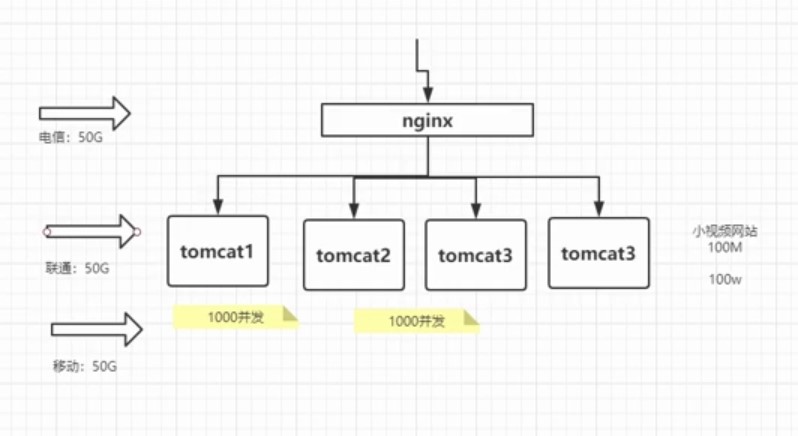 nginx
电信：50G
tomcat1
tomcat2
tomcat3
tomcat3
小视频网站
100M
100w
联通：50G
1000并发
1000并发
移动：50G